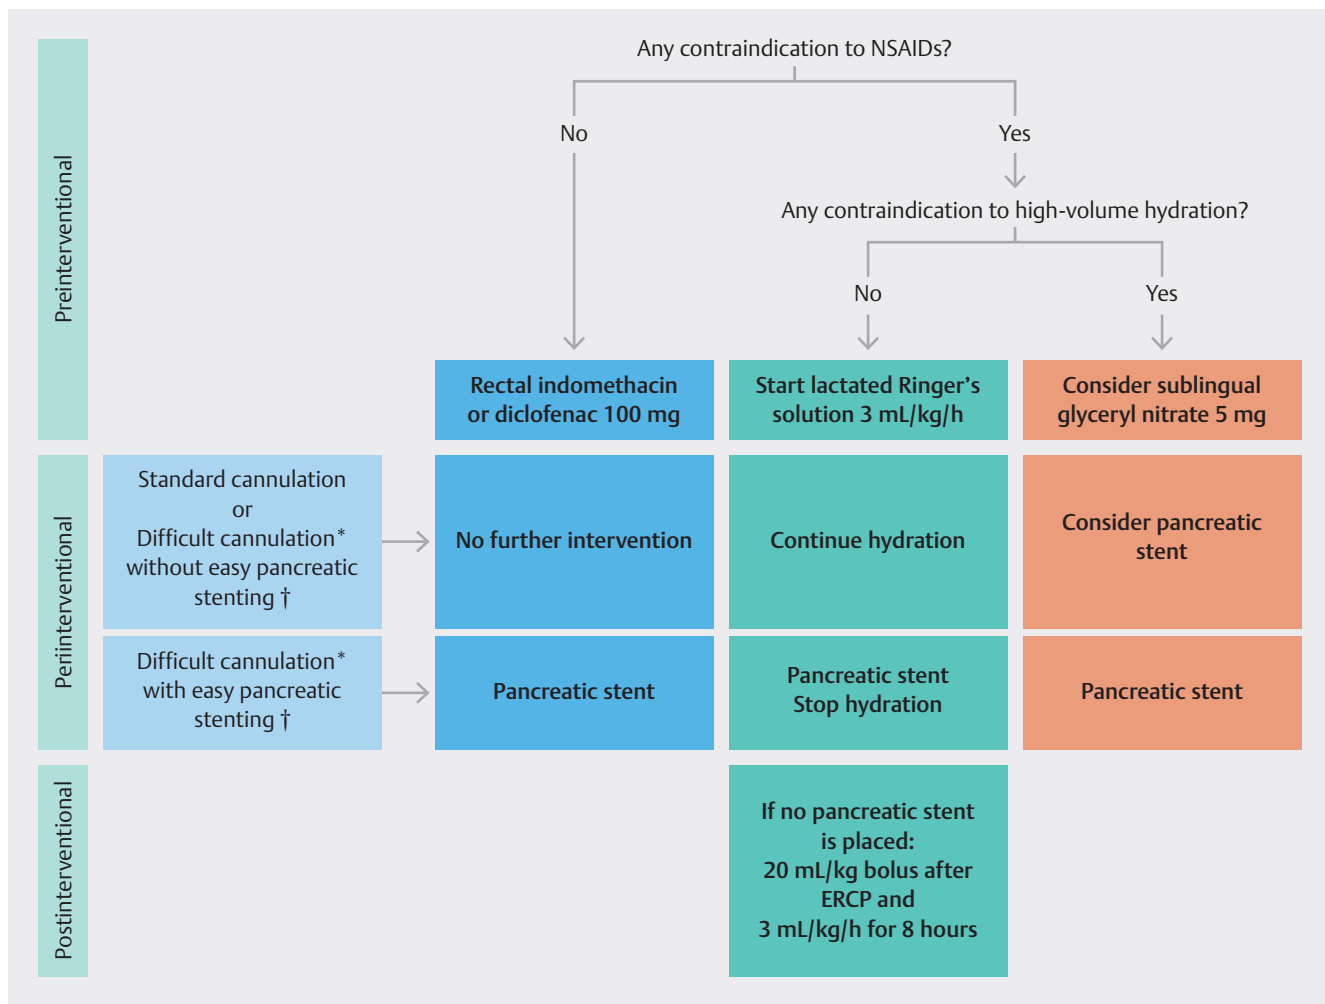 Any contraindication to NSAIDs?
No
Yes
Any contraindication to high-volume hydration?
No
Yes
Preinterventional
Rectal indomethacin
or diclofenac 100 mg
Start lactated Ringer’s
solution 3 mL/kg/h
Consider sublingual
glyceryl nitrate 5 mg
Periinterventional
Standard cannulation
or
Difficult cannulation*
without easy pancreatic
stenting †
No further intervention
Continue hydration
Consider pancreatic
stent
Difficult cannulation*
with easy pancreatic
stenting †
Pancreatic stent
Pancreatic stent
Stop hydration
Pancreatic stent
Postinterventional
If no pancreatic stent
is placed:
20 mL/kg bolus after
ERCP and
3 mL/kg/h for 8 hours